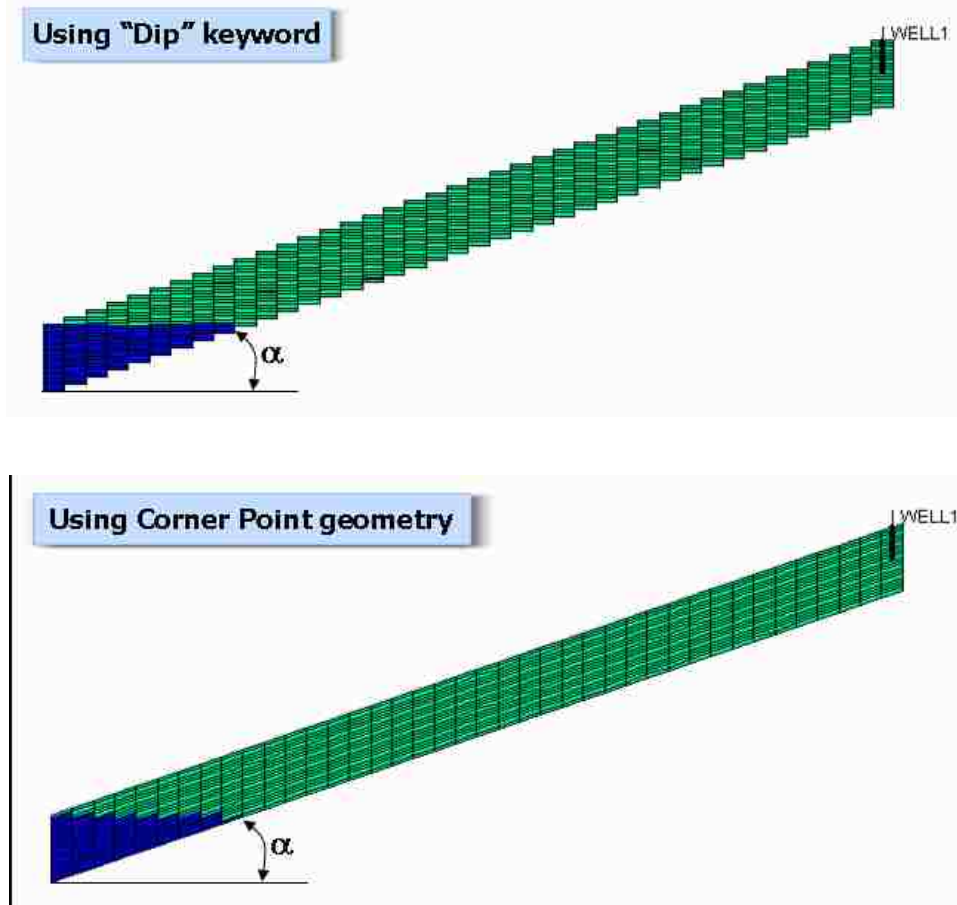 Using “Dip” keyword
WELL1
α
Using Corner Point geometry
WELL1
α